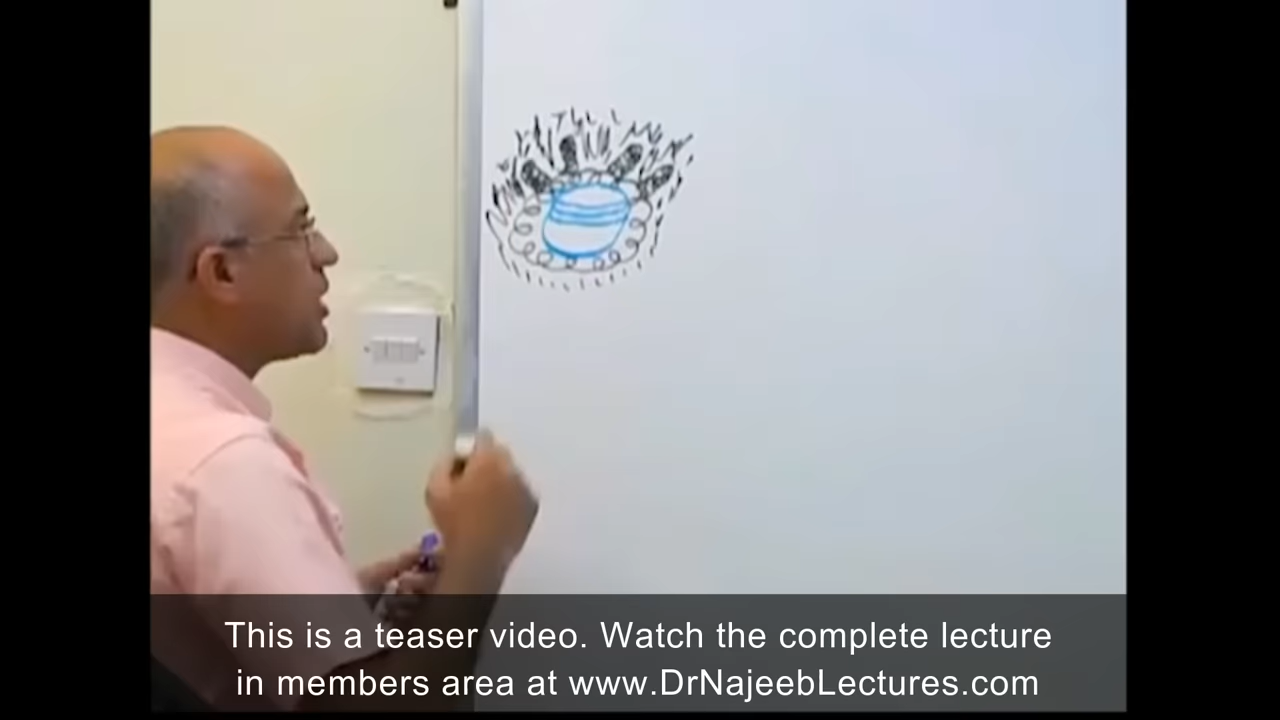 This is a teaser video. Watch the complete lecture
in members area at www.DrNajeebLectures.com